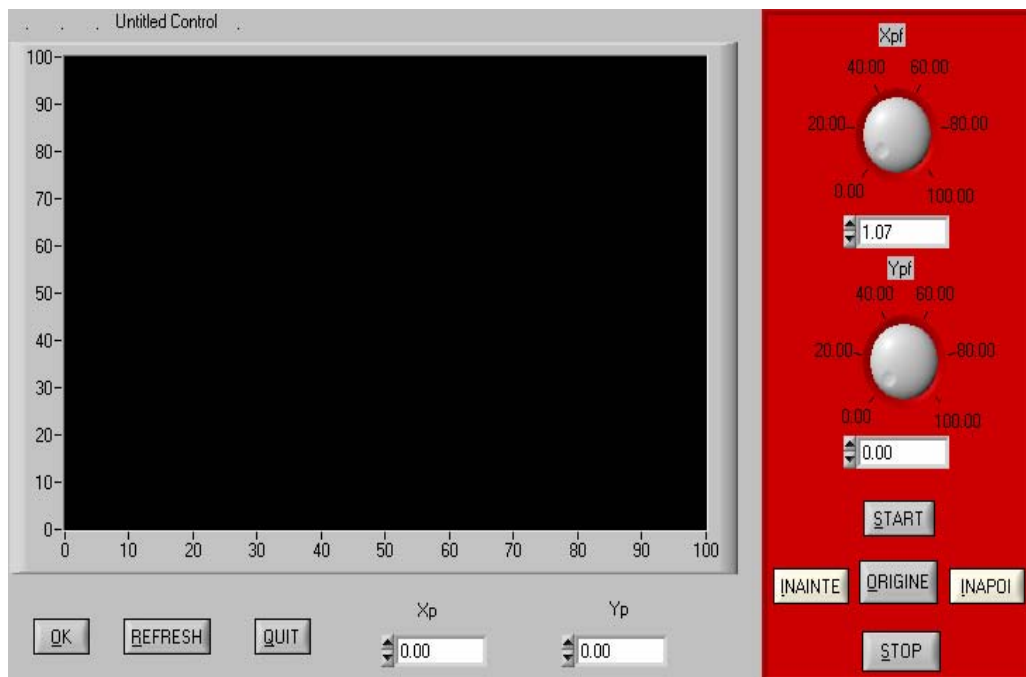 Untitled Control
100
90
80
70
60
50
40
30
20
10
0
0 10 20 30 40 50 60 70 80 90 100
OK REFRESH QUIT
Xp
0.00
Yp
0.00
Xpf
40.00 60.00
20.00 80.00
0.00 100.00
1.07
Ypf
40.00 60.00
20.00 80.00
0.00 100.00
0.00
START
INAINTE ORIGINE INAPOI
STOP